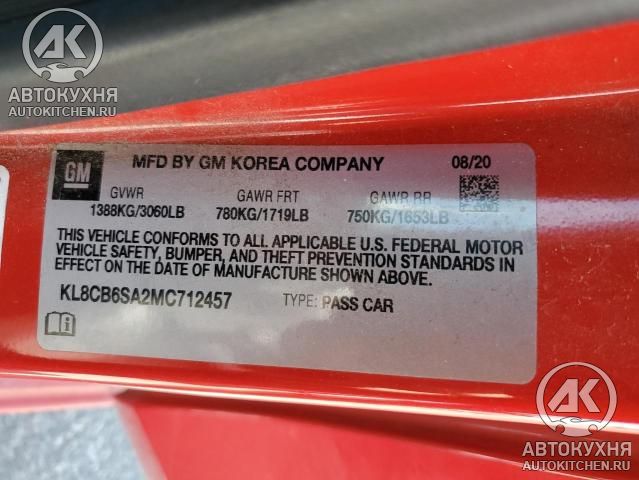 АК
АВТОКУХНЯ
AUTOKITCHEN.RU
GM
MFD BY GM KOREA COMPANY 08/20
GVWR GAWR FRT GAWR RR
1388KG/3060LB 780KG/1719LB 750KG/1653LB
THIS VEHICLE CONFORMS TO ALL APPLICABLE U.S. FEDERAL MOTOR
VEHICLE SAFETY, BUMPER, AND THEFT PREVENTION STANDARDS IN
EFFECT ON THE DATE OF MANUFACTURE SHOWN ABOVE.
KL8CB6SA2MC712457 TYPE: PASS CAR
АК
АВТОКУХНЯ
AUTOKITCHEN.RU